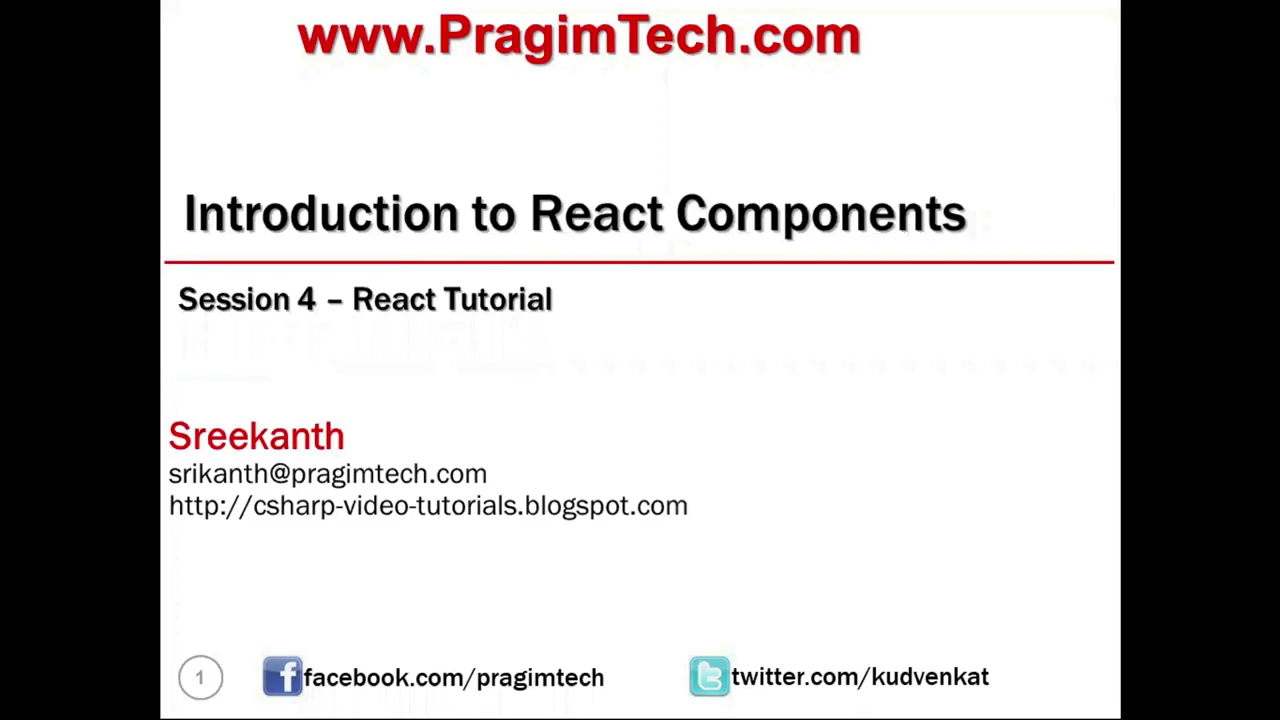 www.PragimTech.com
Introduction to React Components
Session 4 – React Tutorial
Sreekanth
srikanth@pragimtech.com
http://csharp-video-tutorials.blogspot.com
1
facebook.com/pragimtech
twitter.com/kudvenkat